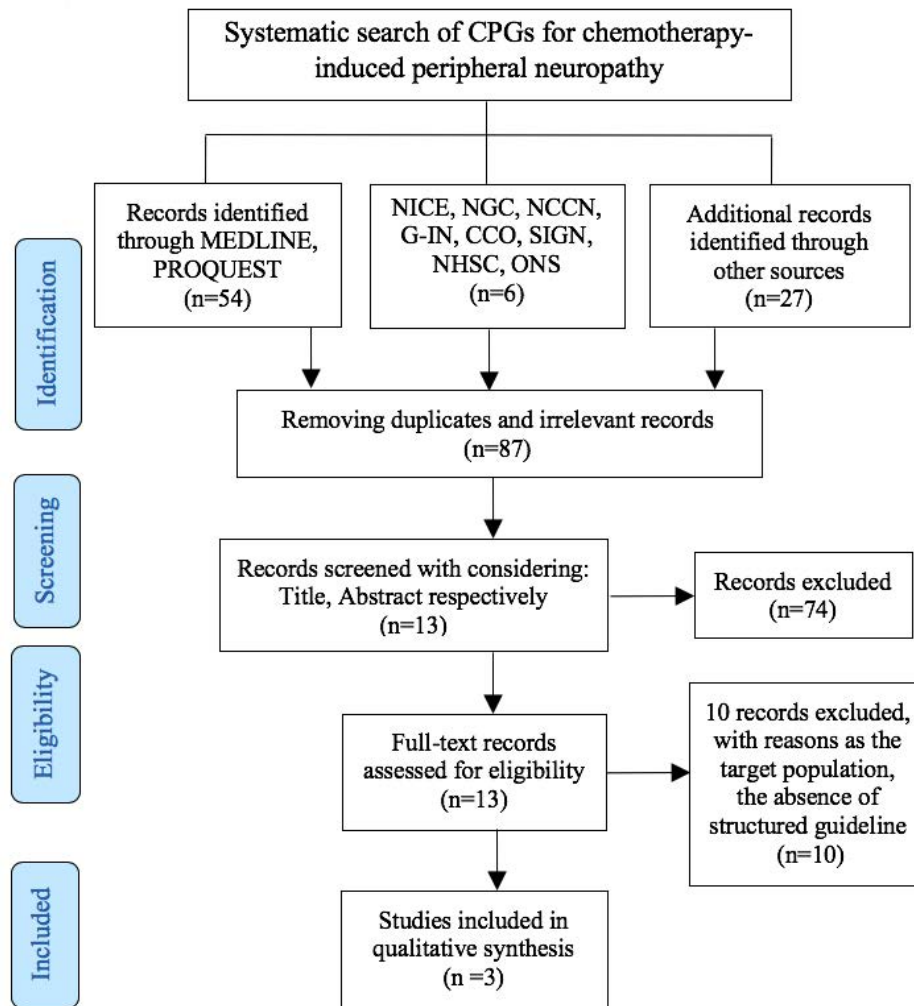 Systematic search of CPGs for chemotherapy-
induced peripheral neuropathy
Records identified
through MEDLINE,
PROQUEST
(n=54)
NICE, NGC, NCCN,
G-IN, CCO, SIGN,
NHSC, ONS
(n=6)
Additional records
identified through
other sources
(n=27)
Identification
Removing duplicates and irrelevant records
(n=87)
Screening
Records screened with considering:
Title, Abstract respectively
(n=13)
Records excluded
(n=74)
Eligibility
Full-text records
assessed for eligibility
(n=13)
10 records excluded,
with reasons as the
target population,
the absence of
structured guideline
(n=10)
Included
Studies included in
qualitative synthesis
(n =3)